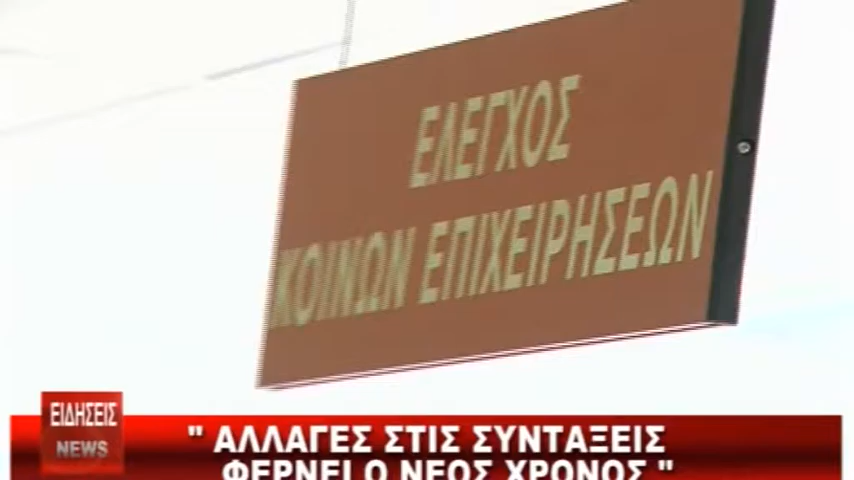 ΕΛΕΓΧΟΣ
ΚΟΙΝΩΝ ΕΠΙΧΕΙΡΗΣΕΩΝ
ΕΙΔΗΣΕΙΣ
NEWS
" ΑΛΛΑΓΕΣ ΣΤΙΣ ΣΥΝΤΑΞΕΙΣ
ΦΕΡΝΕΙ Ο ΝΕΟΣ ΧΡΟΝΟΣ "